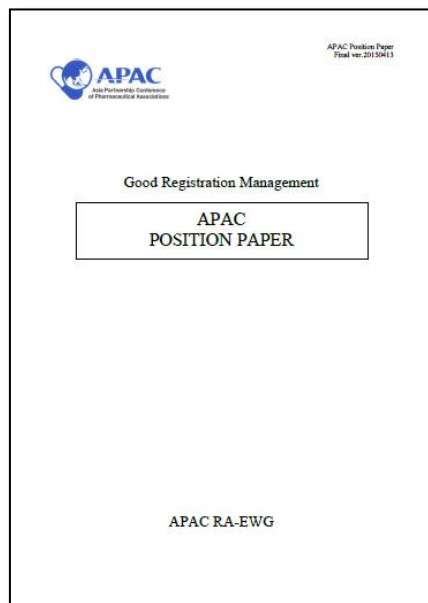 APAC Position Paper
Final ver.20150413
APAC
Asia Partnership Conference
of Pharmaceutical Associations
Good Registration Management
APAC
POSITION PAPER
APAC RA-EWG